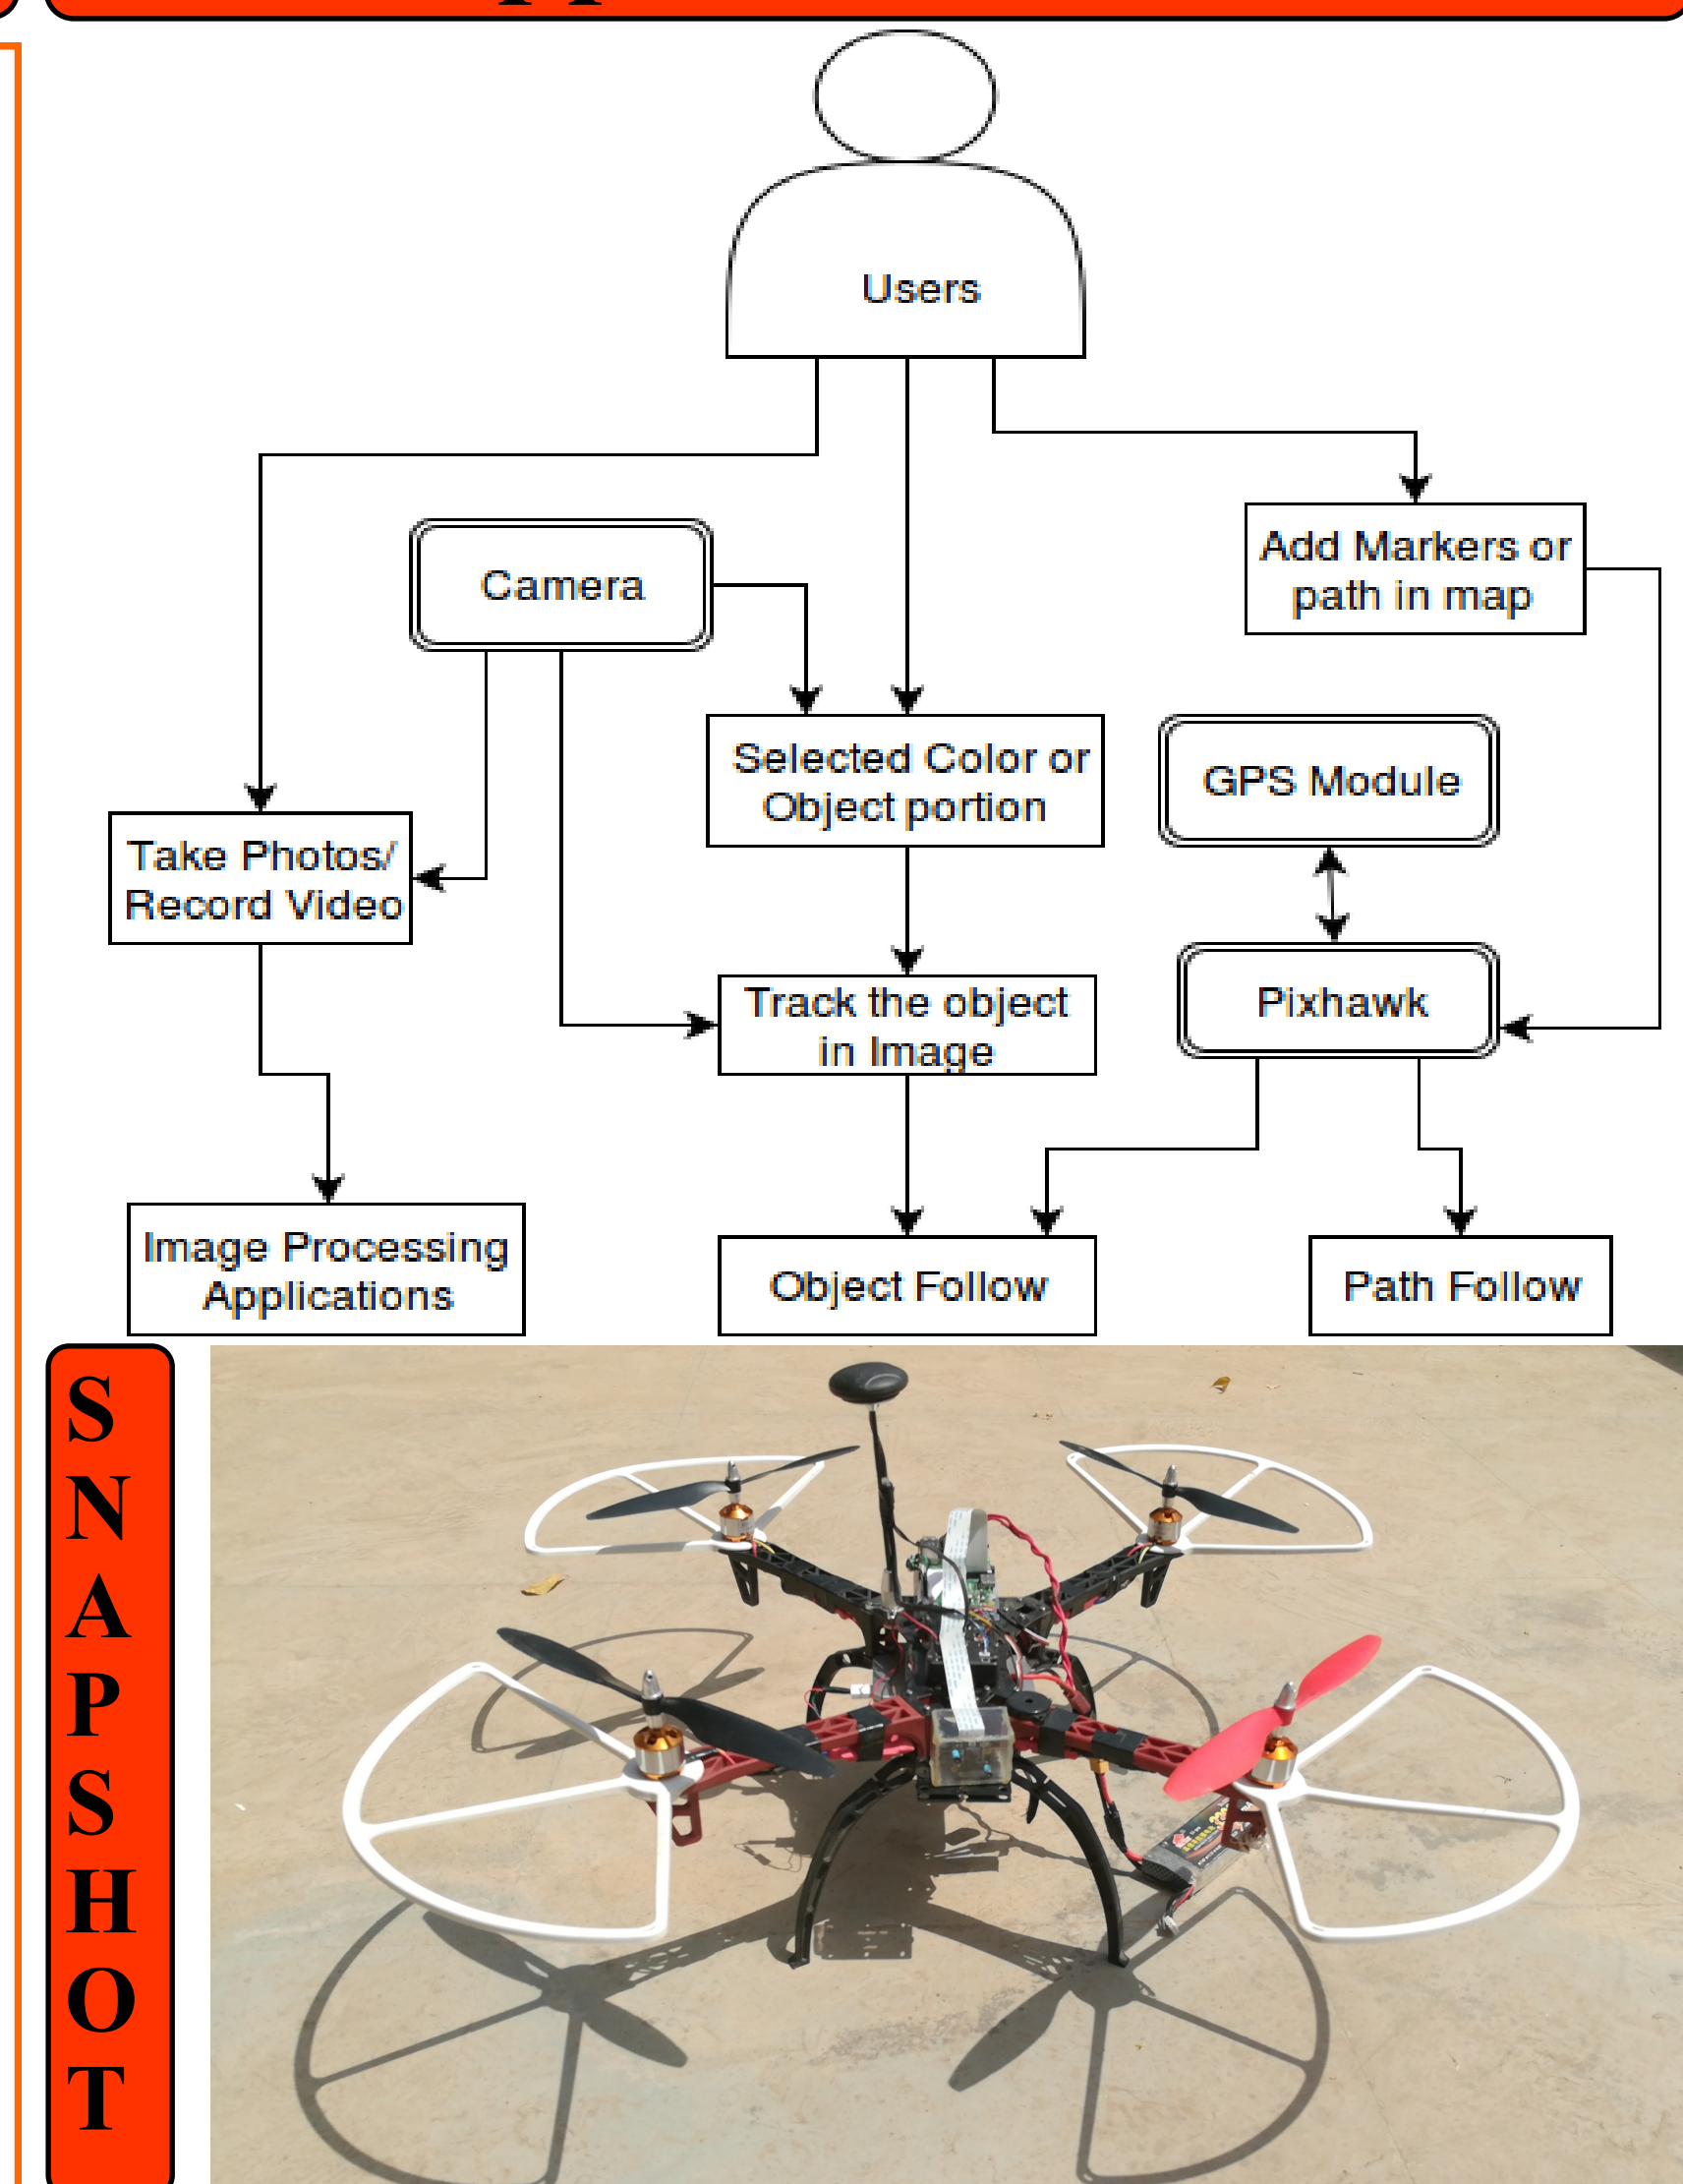 Users
Camera
Add Markers or
path in map
Selected Color or
Object portion
GPS Module
Take Photos/
Record Video
Track the object
in Image
Pixhawk
Image Processing
Applications
Object Follow
Path Follow
S
N
A
P
S
H
O
T